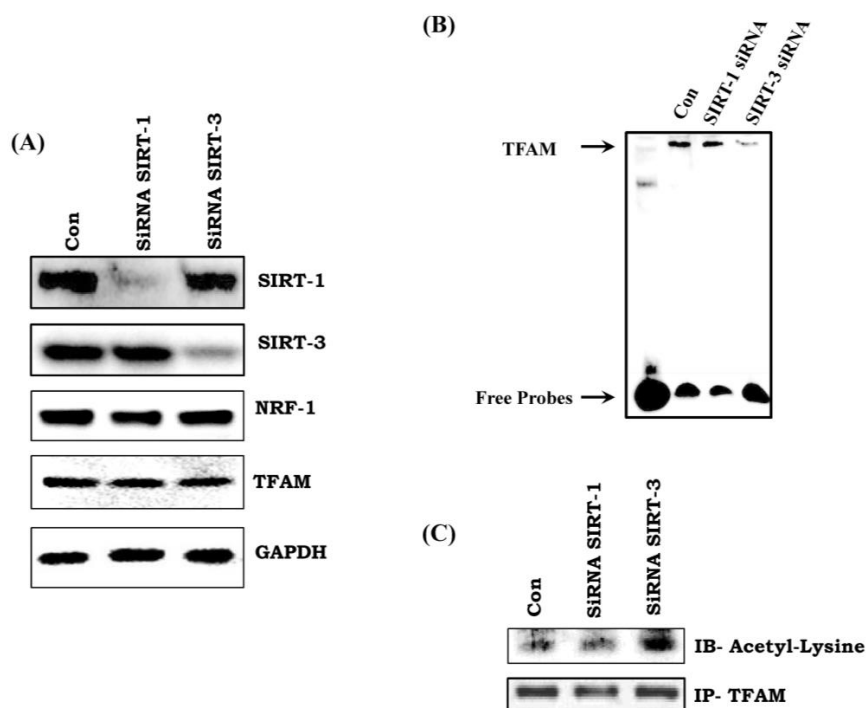 (A)
Con
SiRNA SIRT-1
SiRNA SIRT-3
SIRT-1
SIRT-3
NRF-1
TFAM
GAPDH
(B)
Con
SIRT-1 siRNA
SIRT-3 siRNA
TFAM
Free Probes
(C)
Con
SiRNA SIRT-1
SiRNA SIRT-3
IB- Acetyl-Lysine
IP- TFAM